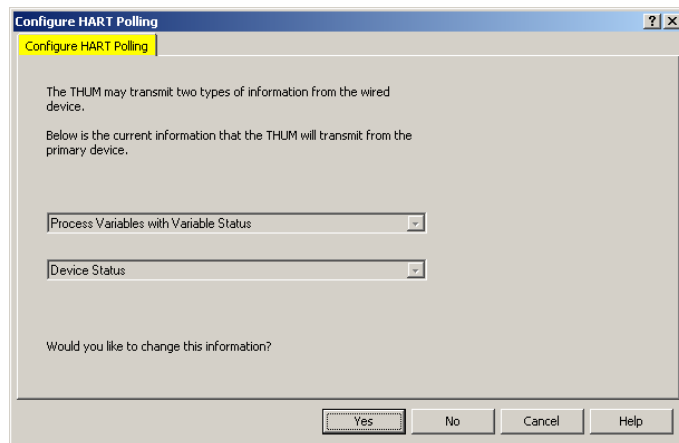 Configure HART Polling
Configure HART Polling
The THUM may transmit two types of information from the wired
device.
Below is the current information that the THUM will transmit from the
primary device.
Process Variables with Variable Status
Device Status
Would you like to change this information?
Yes No Cancel Help